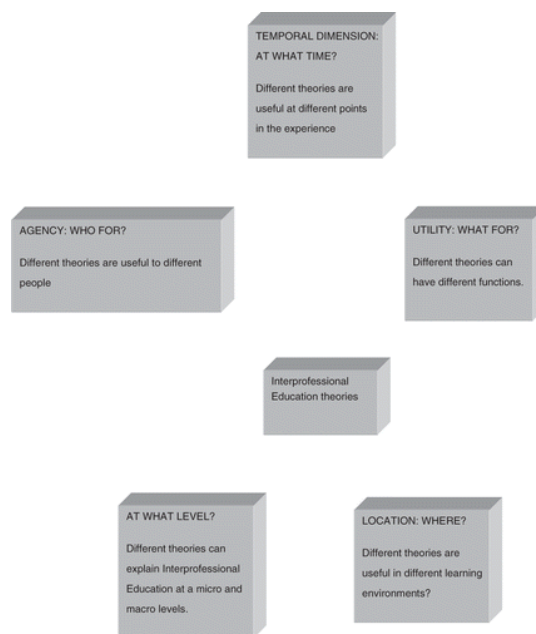 TEMPORAL DIMENSION:
AT WHAT TIME?
Different theories are
useful at different points
in the experience
AGENCY: WHO FOR?
Different theories are useful to different
people
UTILITY: WHAT FOR?
Different theories can
have different functions.
Interprofessional
Education theories
AT WHAT LEVEL?
Different theories can
explain Interprofessional
Education at a micro and
macro levels.
LOCATION: WHERE?
Different theories are
useful in different learning
environments?